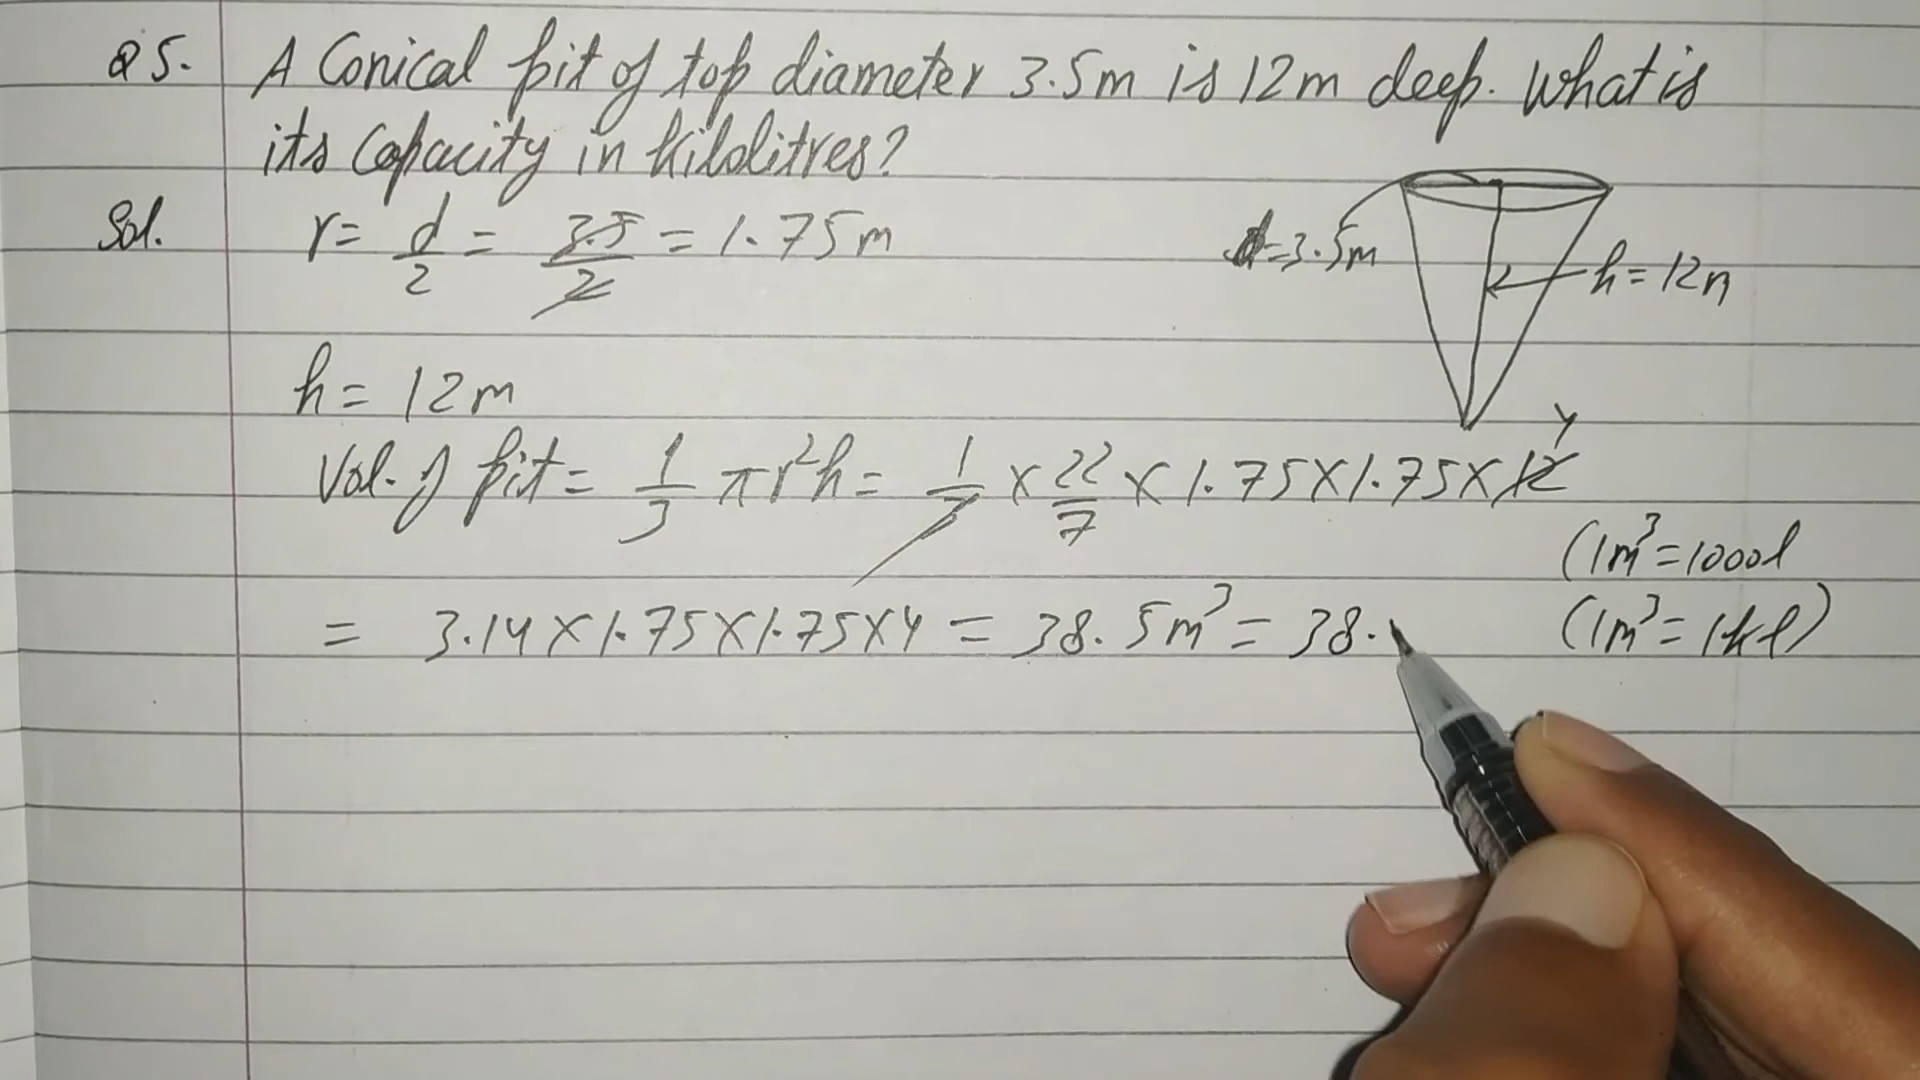 Q5. A Conical pit of top diameter 3.5m is 12m deep. What is
its Capacity in kilolitres?
Sol. r = d/2 = 3.5/2 = 1.75m
d=3.5m
h = 12m
h = 12m
Vol. of pit = 1/3 πr²h = 1/3 × 22/7 × 1.75 × 1.75 × 12 4
(1m³ = 1000l
= 3.14 × 1.75 × 1.75 × 4 = 38.5m³ = 38.
(1m³ = 1kl)